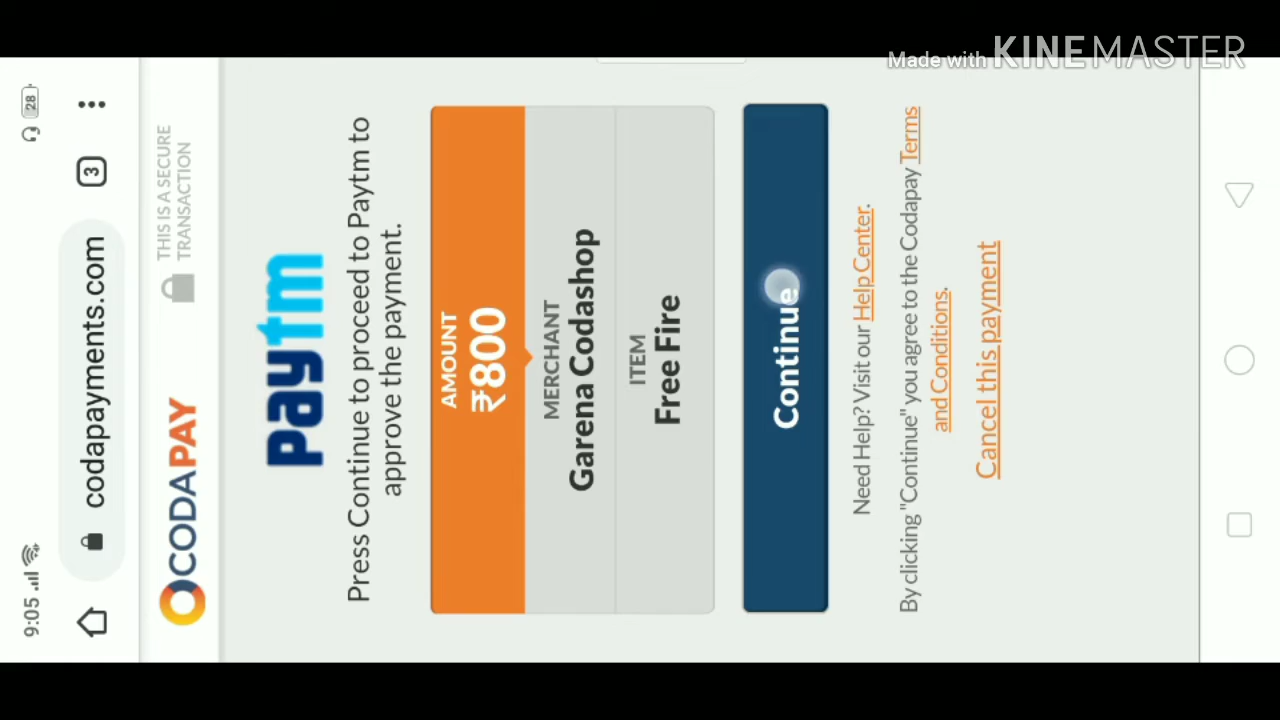 Made with KINEMASTER
9:05 28
codapayments.com 3
CODAPAY THIS IS A SECURE
TRANSACTION
paytm
Press Continue to proceed to Paytm to
approve the payment.
AMOUNT
₹800
MERCHANT
Garena Codashop
ITEM
Free Fire
Continue
Need Help? Visit our Help Center.
By clicking "Continue" you agree to the Codapay Terms
and Conditions.
Cancel this payment